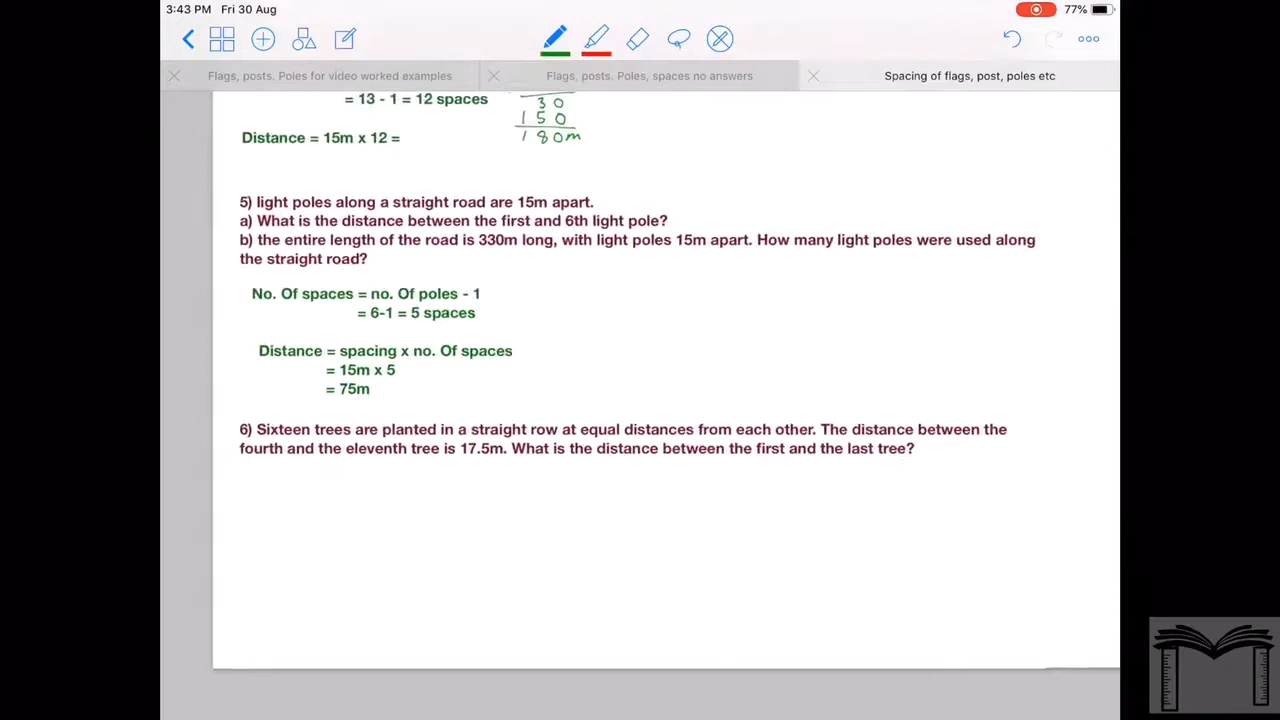 3:43 PM Fri 30 Aug
77%
Flags, posts. Poles for video worked examples
Flags, posts. Poles, spaces no answers
Spacing of flags, post, poles etc
= 13 - 1 = 12 spaces
30
150
Distance = 15m x 12 =
180m
5) light poles along a straight road are 15m apart.
a) What is the distance between the first and 6th light pole?
b) the entire length of the road is 330m long, with light poles 15m apart. How many light poles were used along
the straight road?
No. Of spaces = no. Of poles - 1
= 6-1 = 5 spaces
Distance = spacing x no. Of spaces
= 15m x 5
= 75m
6) Sixteen trees are planted in a straight row at equal distances from each other. The distance between the
fourth and the eleventh tree is 17.5m. What is the distance between the first and the last tree?